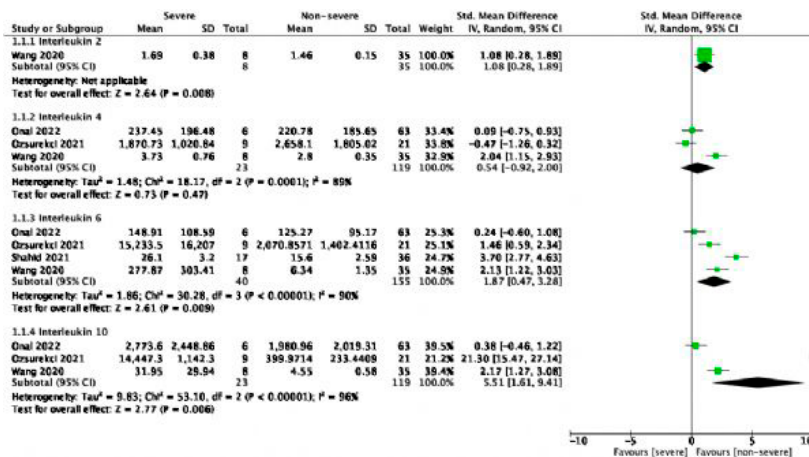 Severe Non-severe Std. Mean Difference Std. Mean Difference
Study or Subgroup Mean SD Total Mean SD Total Weight IV, Random, 95% CI IV, Random, 95% CI
1.1.1 Interleukin 2
Wang 2020 1.69 0.38 8 1.46 0.15 35 100.0% 1.08 [0.28, 1.89]
Subtotal (95% CI) 8 35 100.0% 1.08 [0.28, 1.89]
Heterogeneity: Not applicable
Test for overall effect: Z = 2.64 (P = 0.008)
1.1.2 Interleukin 4
Onal 2022 237.45 196.48 6 220.78 185.65 63 33.4% 0.09 [-0.75, 0.93]
Ozsurekci 2021 1,870.73 1,020.84 9 2,658.1 1,805.02 21 33.8% -0.47 [-1.26, 0.32]
Wang 2020 3.73 0.76 8 2.8 0.35 35 32.9% 2.04 [1.15, 2.93]
Subtotal (95% CI) 23 119 100.0% 0.54 [-0.92, 2.00]
Heterogeneity: Tau² = 1.48; Chi² = 18.17, df = 2 (P = 0.0001); I² = 89%
Test for overall effect: Z = 0.73 (P = 0.47)
1.1.3 Interleukin 6
Onal 2022 148.91 108.59 6 125.27 95.17 63 25.3% 0.24 [-0.60, 1.08]
Ozsurekci 2021 15,233.5 16,207 9 2,070.8571 1,402.4116 21 25.1% 1.46 [0.59, 2.34]
Shahid 2021 26.1 3.2 17 15.6 2.59 36 24.7% 3.70 [2.77, 4.63]
Wang 2020 277.87 303.41 8 6.34 1.35 35 24.9% 2.13 [1.22, 3.03]
Subtotal (95% CI) 40 155 100.0% 1.87 [0.47, 3.28]
Heterogeneity: Tau² = 1.86; Chi² = 30.28, df = 3 (P < 0.00001); I² = 90%
Test for overall effect: Z = 2.61 (P = 0.009)
1.1.4 Interleukin 10
Onal 2022 2,773.6 2,448.86 6 1,980.96 2,019.31 63 39.5% 0.38 [-0.46, 1.22]
Ozsurekci 2021 14,447.3 1,142.3 9 399.9714 233.4409 21 21.2% 21.30 [15.47, 27.14]
Wang 2020 31.95 29.94 8 4.55 0.58 35 39.3% 2.17 [1.27, 3.08]
Subtotal (95% CI) 23 119 100.0% 5.51 [1.61, 9.41]
Heterogeneity: Tau² = 9.83; Chi² = 53.10, df = 2 (P < 0.00001); I² = 96%
Test for overall effect: Z = 2.77 (P = 0.006)
-10 -5 0 5 10
Favours [severe] Favours [non-severe]